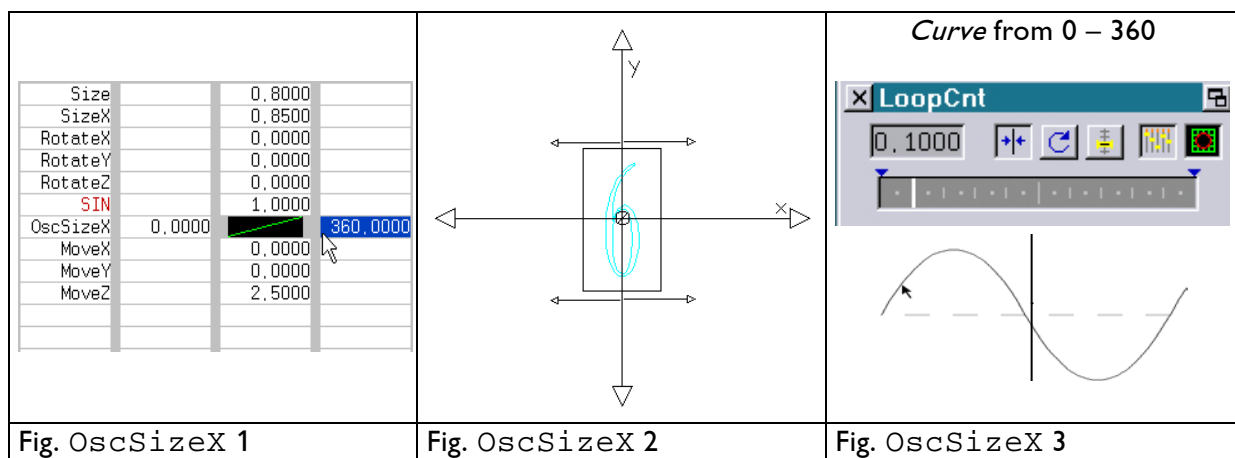 Size 0,8000
SizeX 0,8500
RotateX 0,0000
RotateY 0,0000
RotateZ 0,0000
SIN 1,0000
OscSizeX 0,0000 360,0000
MoveX 0,0000
MoveY 0,0000
MoveZ 2,5000
Fig. OscSizeX 1
y
x
Fig. OscSizeX 2
Curve from 0 – 360
LoopCnt
0,1000
Fig. OscSizeX 3